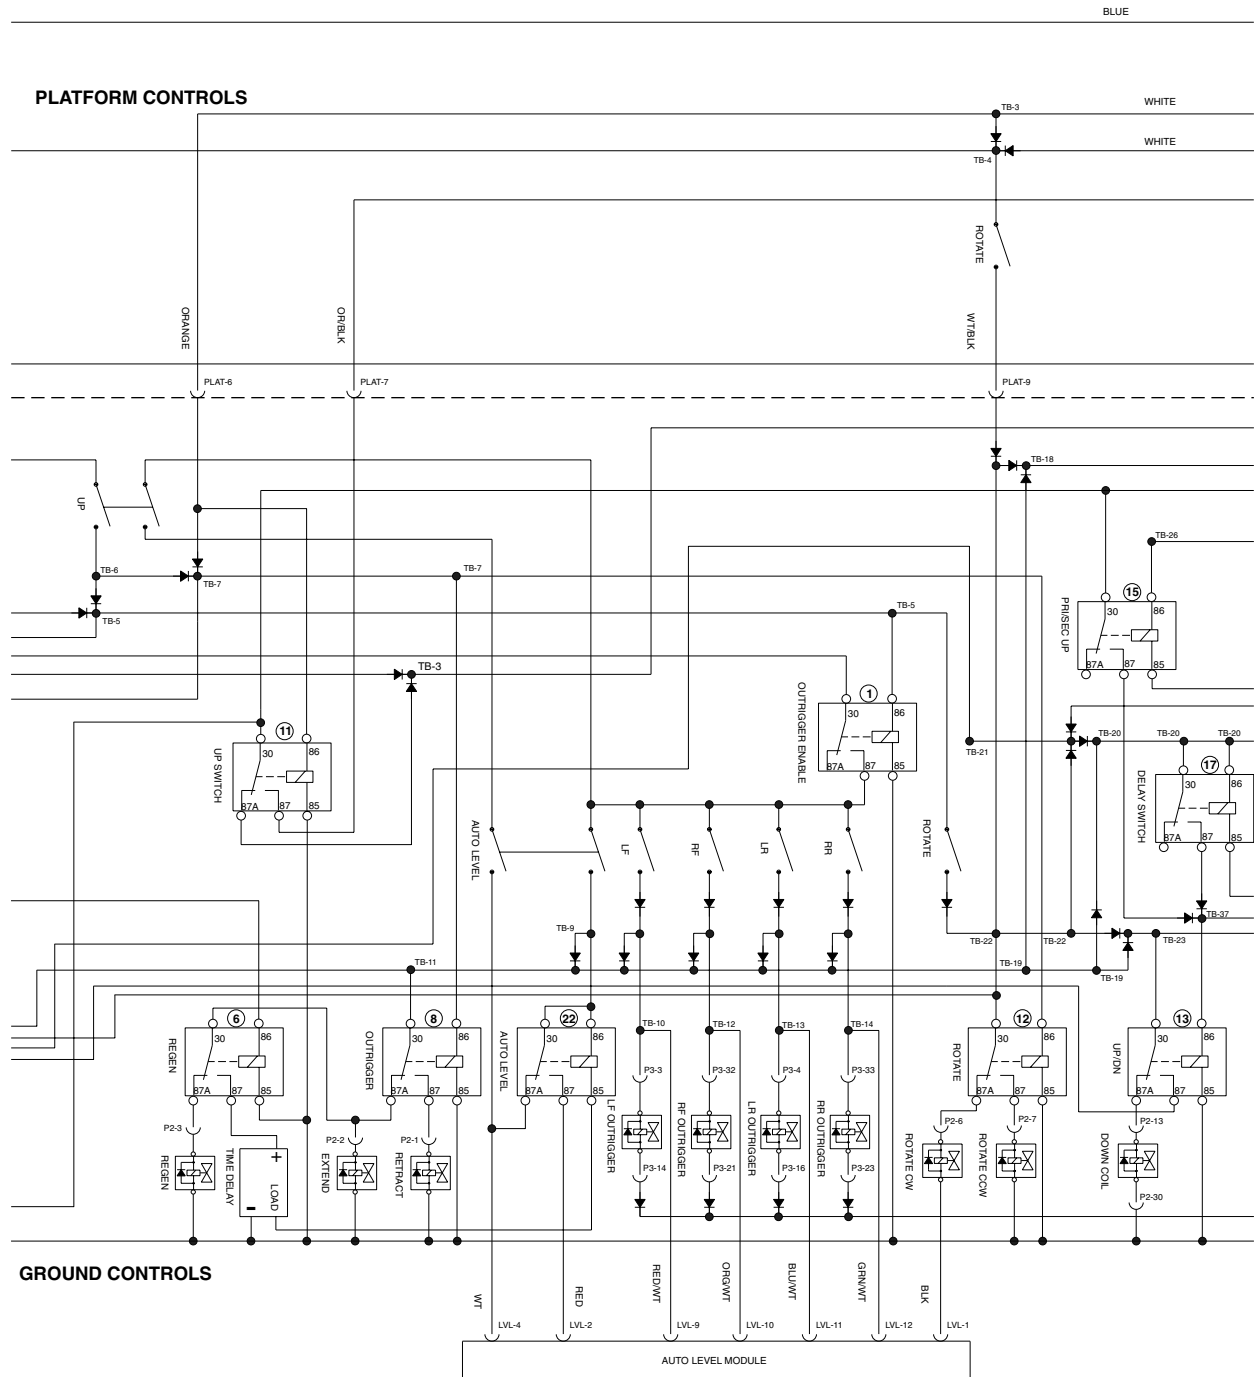 BLUE
PLATFORM CONTROLS
TB-3
WHITE
WHITE
TB-4
ROTATE
ORANGE
OR/BLK
WT/BLK
PLAT-6
PLAT-7
PLAT-9
TB-18
UP
TB-26
TB-6
TB-7
TB-7
15
TB-5
TB-5
30
86
PRI/SEC UP
TB-3
87A
87
85
OUTRIGGER ENABLE
1
30
86
11
UP SWITCH
30
86
TB-21
TB-20
TB-20
TB-20
87A
87
85
17
DELAY SWITCH
30
86
87A
87
85
AUTO LEVEL
LF
RF
LR
RR
ROTATE
87A
87
85
TB-37
TB-9
TB-22
TB-22
TB-23
TB-11
TB-19
TB-19
6
8
22
12
13
REGEN
30
86
OUTRIGGER
30
86
AUTO LEVEL
30
86
TB-10
TB-12
TB-13
TB-14
ROTATE
30
86
UP/DN
30
86
P3-3
P3-32
P3-4
P3-33
87A
87
85
87A
87
85
87A
87
85
87A
87
85
87A
87
85
P2-3
P2-2
P2-1
P2-6
P2-7
P2-13
REGEN
TIME DELAY
+
LOAD
-
EXTEND
RETRACT
LF OUTRIGGER
RF OUTRIGGER
LR OUTRIGGER
RR OUTRIGGER
ROTATE CW
ROTATE CCW
DOWN COIL
P3-14
P3-21
P3-16
P3-23
P2-30
GROUND CONTROLS
WT
RED
RED/WT
ORG/WT
BLU/WT
GRN/WT
BLK
LVL-4
LVL-2
LVL-9
LVL-10
LVL-11
LVL-12
LVL-1
AUTO LEVEL MODULE